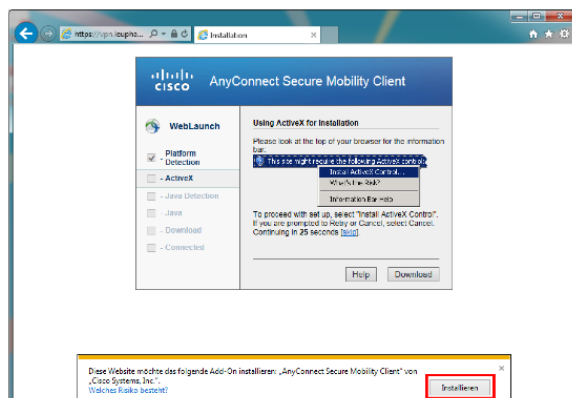 https://vpn.loupha...
Installation
CISCO
AnyConnect Secure Mobility Client
WebLaunch
- Platform
Detection
- ActiveX
- Java Detection
- Java
- Download
- Connected
Using ActiveX for Installation
Please look at the top of your browser for the information
bar.
This site might require the following ActiveX control
Install ActiveX Control...
What's the Risk?
Information Bar Help
To proceed with set up, select "Install ActiveX Control".
If you are prompted to Retry or Cancel, select Cancel.
Continuing in 25 seconds [skip].
Help
Download
Diese Website möchte das folgende Add-On installieren: „AnyConnect Secure Mobility Client" von
„Cisco Systems, Inc.".
Welches Risiko besteht?
Installieren